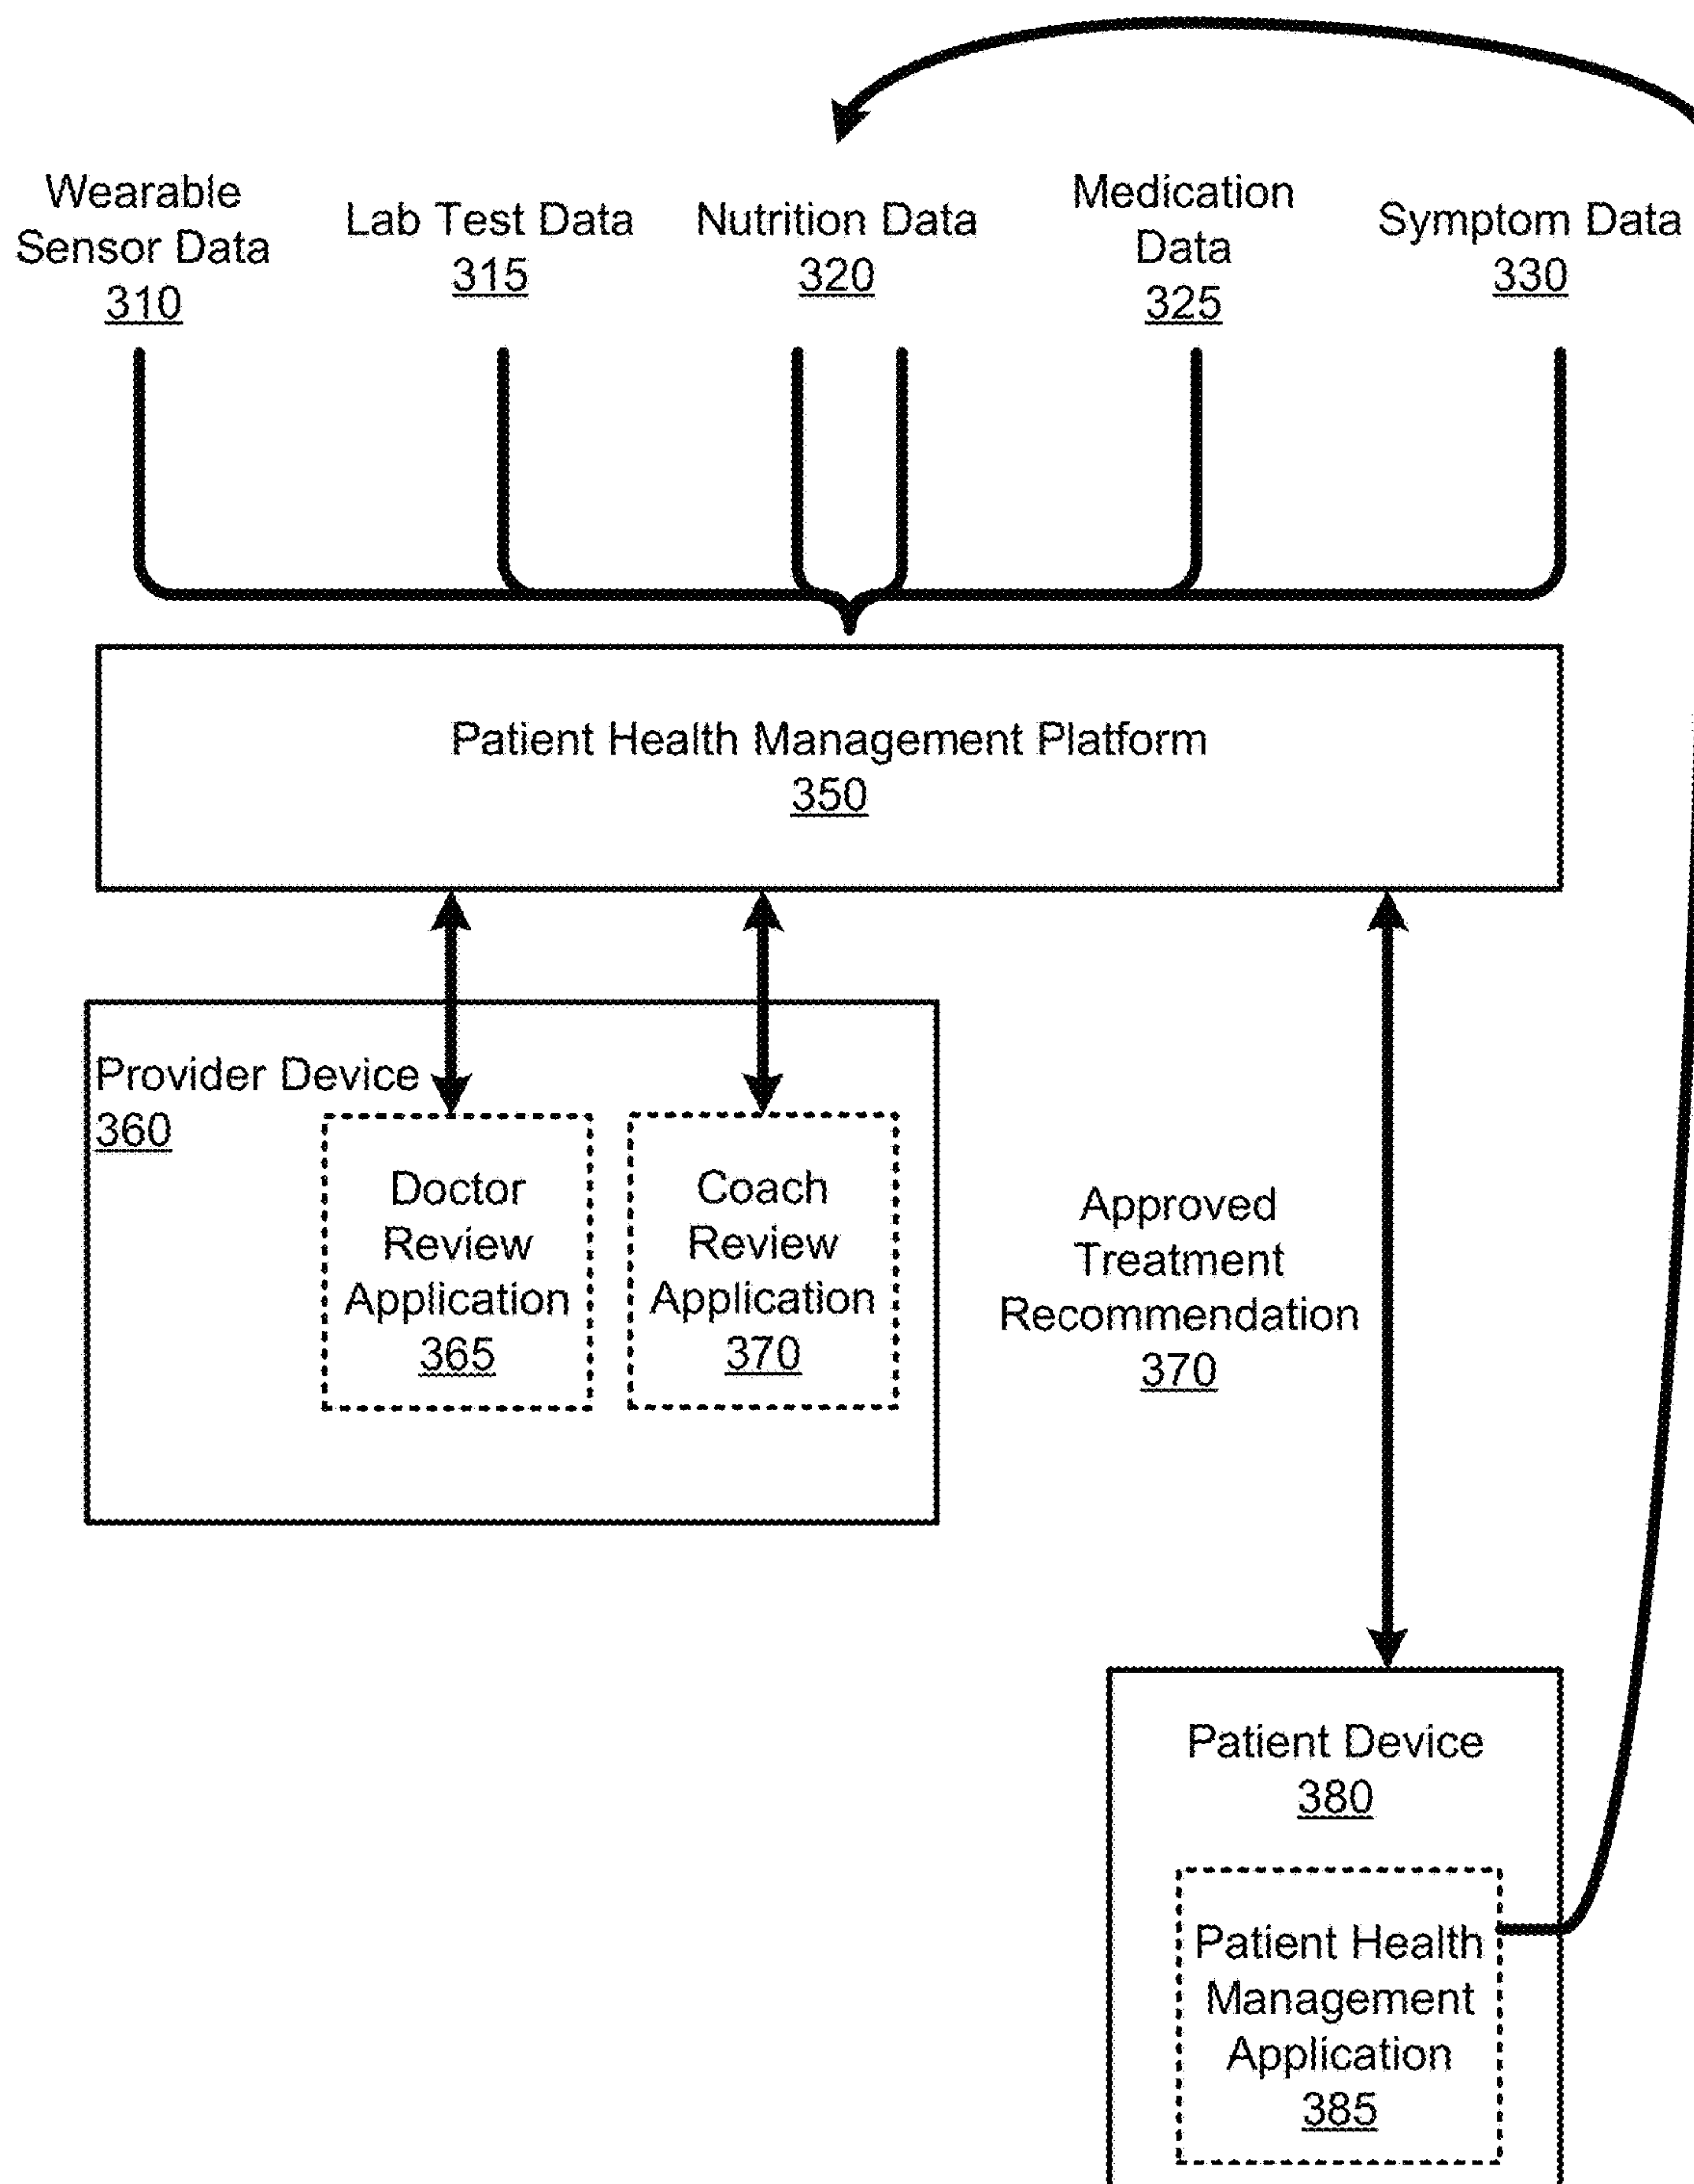 Wearable
Sensor Data
310
Lab Test Data
315
Nutrition Data
320
Medication
Data
325
Symptom Data
330
Patient Health Management Platform
350
Provider Device
360
Doctor
Review
Application
365
Coach
Review
Application
370
Approved
Treatment
Recommendation
370
Patient Device
380
Patient Health
Management
Application
385